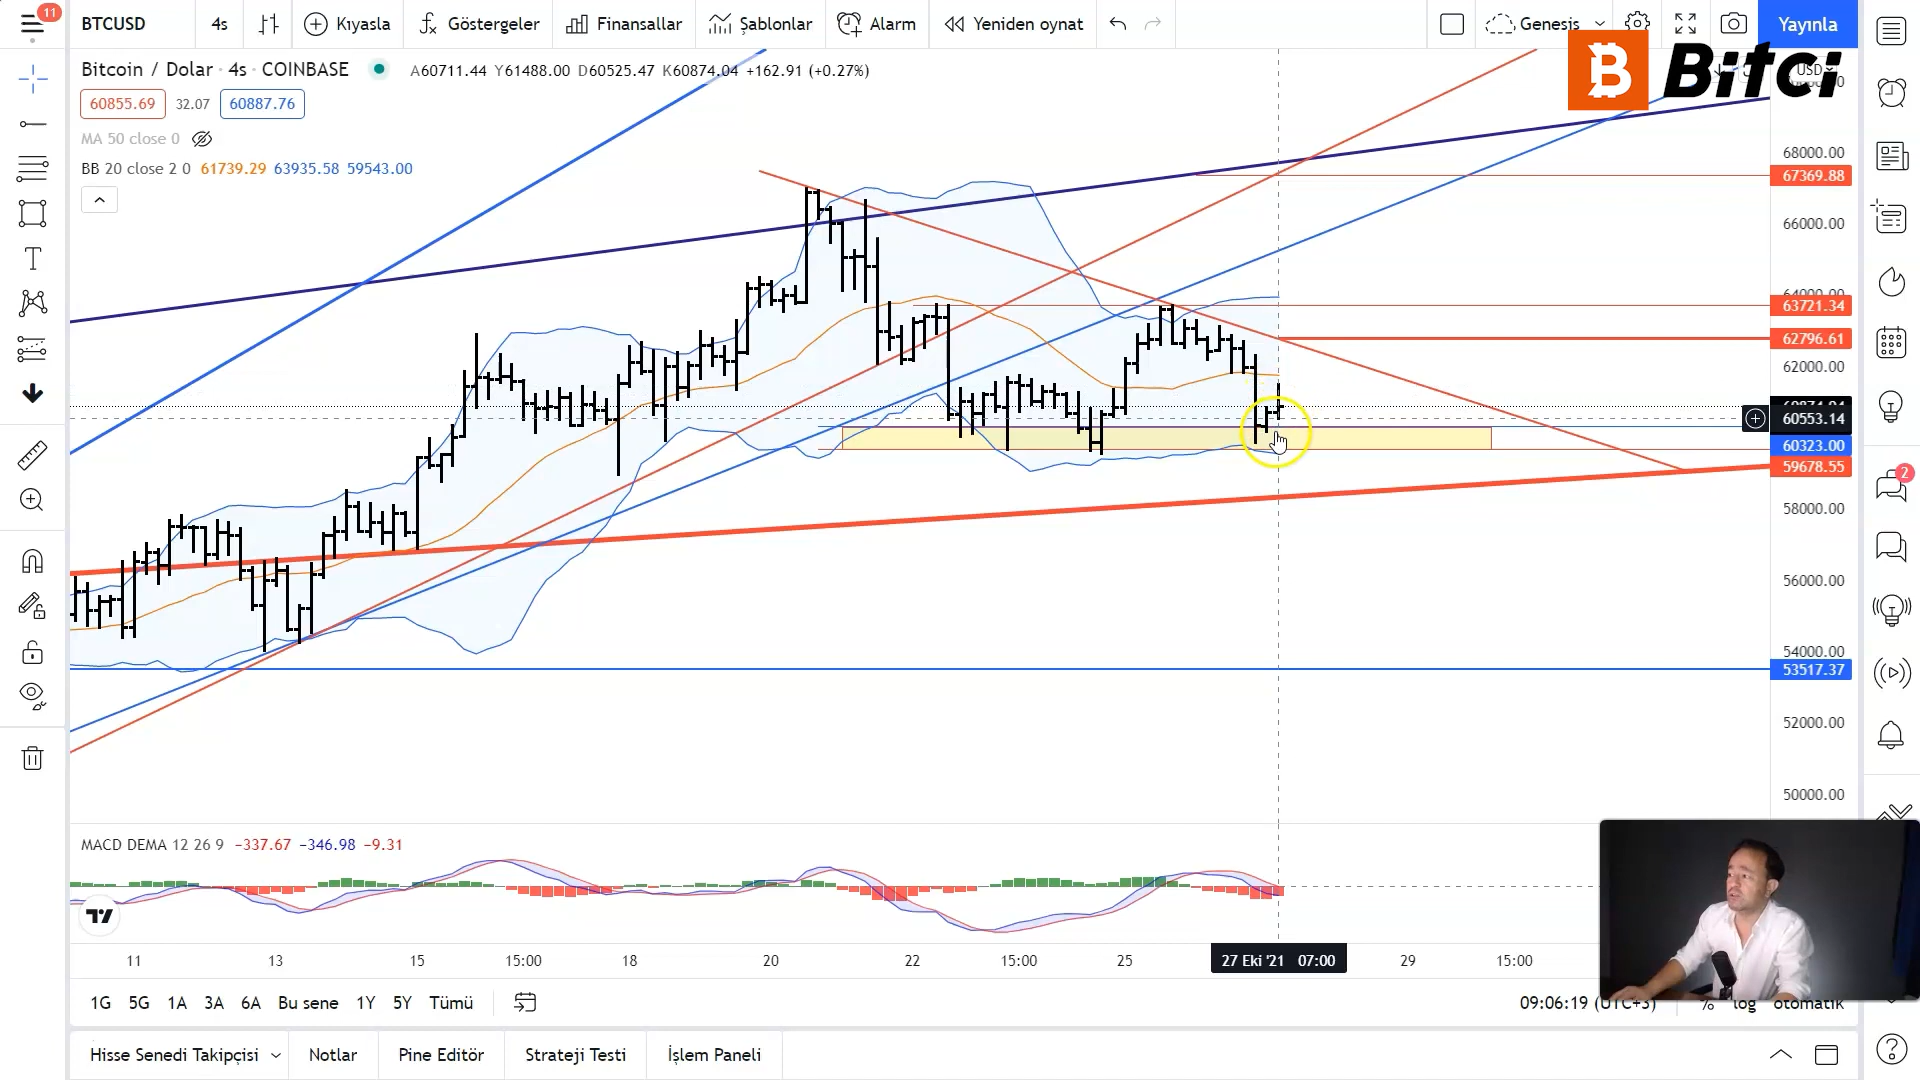 11
BTCUSD
4s
Kıyasla
Göstergeler
Finansallar
Şablonlar
Alarm
Yeniden oynat
Genesis
Yayınla
Bitci
Bitcoin / Dolar · 4s · COINBASE
A60711.44 Y61488.00 D60525.47 K60874.04 +162.91 (+0.27%)
USD
60855.69
32.07
60887.76
MA 50 close 0
BB 20 close 2 0 61739.29 63935.58 59543.00
68000.00
67369.88
66000.00
64000.00
63721.34
62796.61
62000.00
60553.14
60323.00
59678.55
58000.00
56000.00
54000.00
53517.37
52000.00
50000.00
2
MACD DEMA 12 26 9 −337.67 −346.98 −9.31
11
13
15
15:00
18
20
22
15:00
25
27 Eki '21 07:00
29
15:00
1G
5G
1A
3A
6A
Bu sene
1Y
5Y
Tümü
09:06:19 (UTC+3)
%
log
otomatik
Hisse Senedi Takipçisi
Notlar
Pine Editör
Strateji Testi
İşlem Paneli